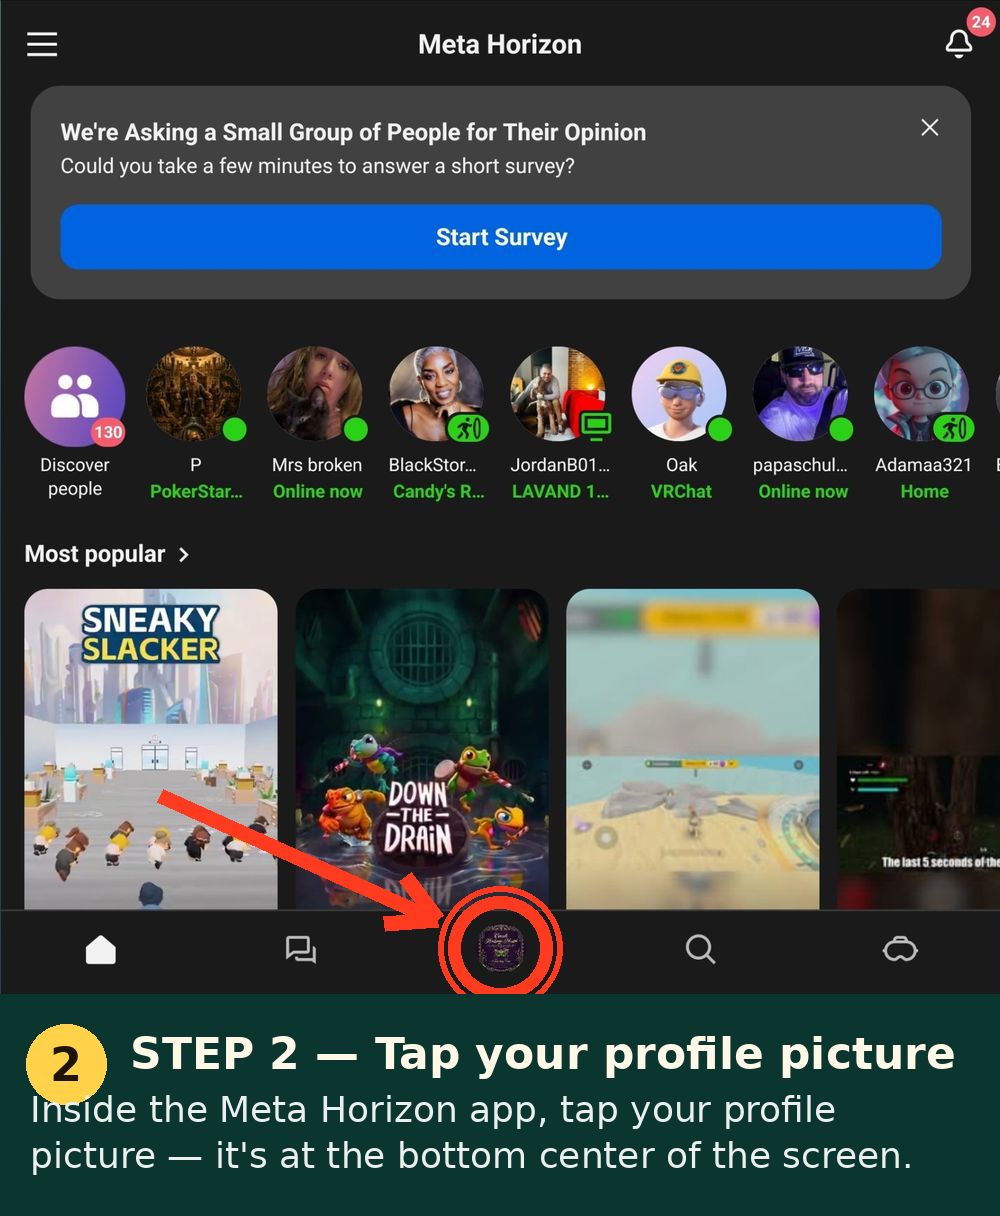 24
Meta Horizon
We're Asking a Small Group of People for Their Opinion
Could you take a few minutes to answer a short survey?
Start Survey
130
Discover people
P
PokerStar...
Mrs broken
Online now
BlackStor...
Candy's R...
JordanB01...
LAVAND 1...
Oak
VRChat
papaschul...
Online now
Adamaa321
Home
Most popular
SNEAKY
SLACKER
DOWN
-THE-
DRAIN
The last 5 seconds of the
2
STEP 2 — Tap your profile picture
Inside the Meta Horizon app, tap your profile
picture — it's at the bottom center of the screen.